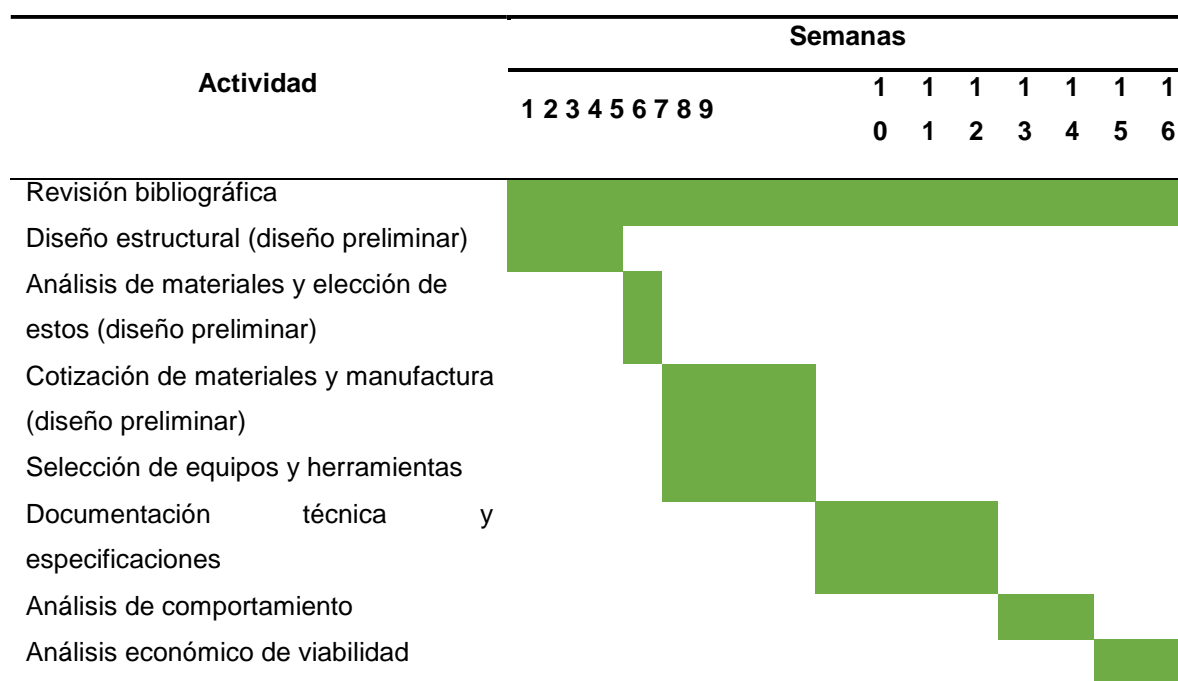 Semanas
Actividad
1 2 3 4 5 6 7 8 9
1 1 1 1 1 1 1
0 1 2 3 4 5 6
Revisión bibliográfica
Diseño estructural (diseño preliminar)
Análisis de materiales y elección de
estos (diseño preliminar)
Cotización de materiales y manufactura
(diseño preliminar)
Selección de equipos y herramientas
Documentación técnica y
especificaciones
Análisis de comportamiento
Análisis económico de viabilidad